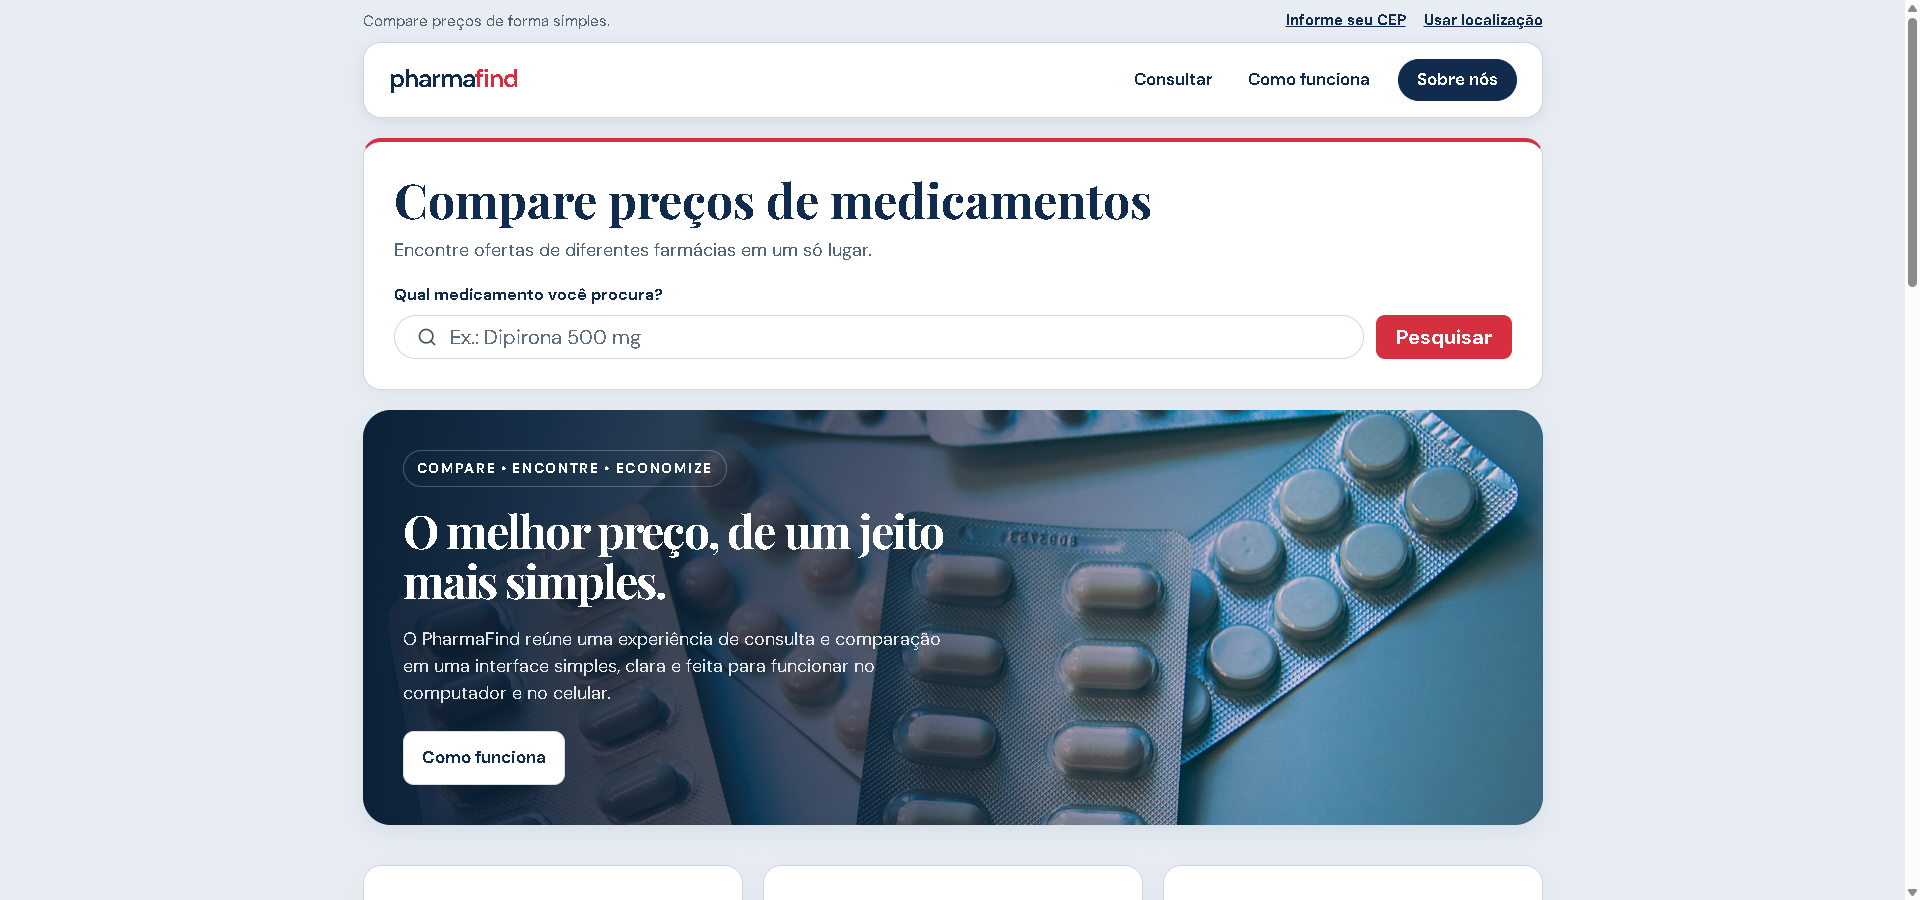 Compare preços de forma simples.
Informe seu CEP
Usar localização
pharmafind
Consultar
Como funciona
Sobre nós
Compare preços de medicamentos
Encontre ofertas de diferentes farmácias em um só lugar.
Qual medicamento você procura?
Ex.: Dipirona 500 mg
Pesquisar
COMPARE • ENCONTRE • ECONOMIZE
O melhor preço, de um jeito
mais simples.
O PharmaFind reúne uma experiência de consulta e comparação
em uma interface simples, clara e feita para funcionar no
computador e no celular.
Como funciona